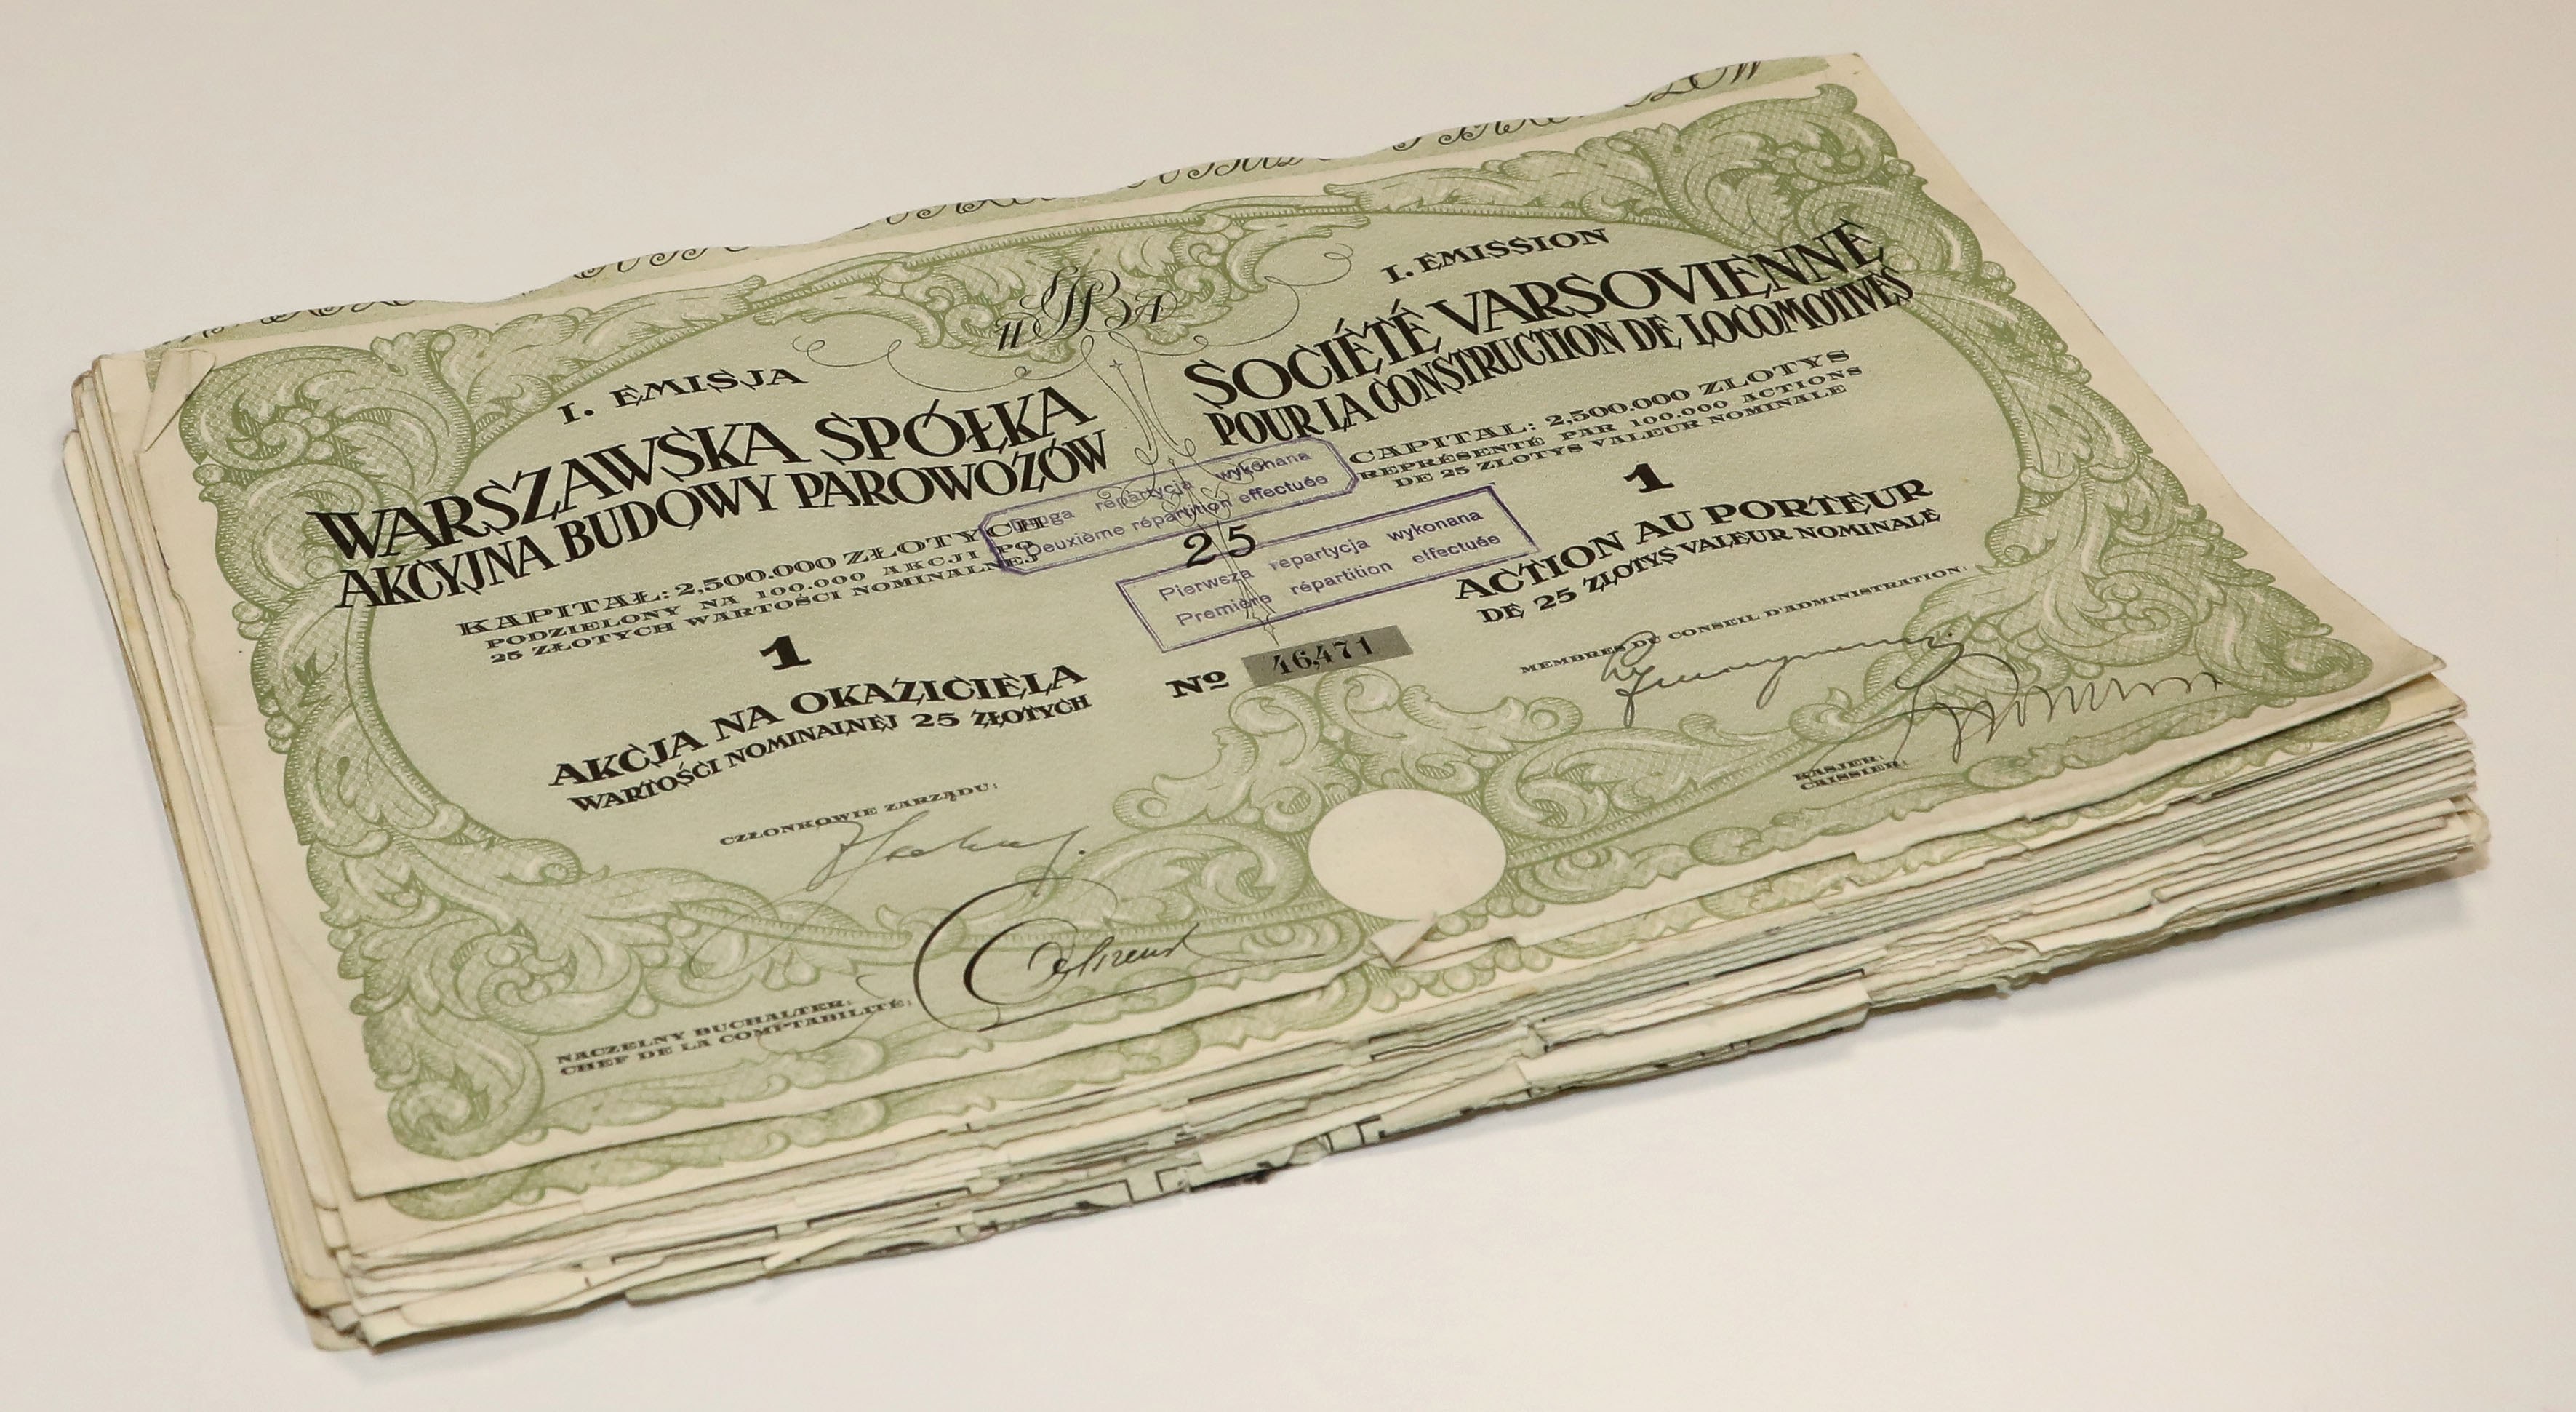 I. EMISJA
WARSZAWSKA SPÓŁKA
AKCYJNA BUDOWY PAROWOZÓW
KAPITAŁ: 2,500.000 ZŁOTYCH
PODZIELONY NA 100.000 AKCJI PO
25 ZŁOTYCH WARTOŚCI NOMINALNEJ
1
AKCJA NA OKAZICIELA
WARTOŚCI NOMINALNEJ 25 ZŁOTYCH
CZŁONKOWIE ZARZĄDU:
NACZELNY BUCHALTER:
CHEF DE LA COMPTABILITÉ:
Druga repartycja wykonana
Deuxième répartition effectuée
25
Pierwsza repartycja wykonana
Première répartition effectuée
No 46,471
I. EMISSION
SOCIÉTÉ VARSOVIENNE
POUR LA CONSTRUCTION DE LOCOMOTIVES
CAPITAL: 2,500.000 ZLOTYS
REPRÉSENTÉ PAR 100.000 ACTIONS
DE 25 ZLOTYS VALEUR NOMINALE
1
ACTION AU PORTEUR
DE 25 ZLOTYS VALEUR NOMINALE
MEMBRES DU CONSEIL D'ADMINISTRATION:
KASJER:
CAISSIER: